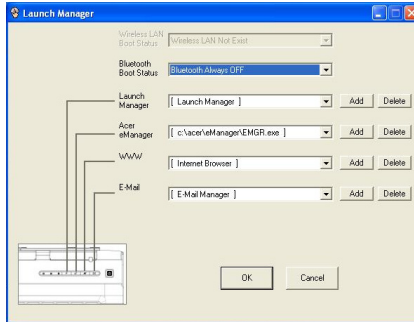 Launch Manager
Wireless LAN
Boot Status
Wireless LAN Not Exist
Bluetooth
Boot Status
Bluetooth Always OFF
Launch
Manager
[ Launch Manager ]
Add
Delete
Acer
eManager
[ c:\acer\eManager\EMGR.exe ]
Add
Delete
WWW
[ Internet Browser ]
Add
Delete
E-Mail
[ E-Mail Manager ]
Add
Delete
OK
Cancel